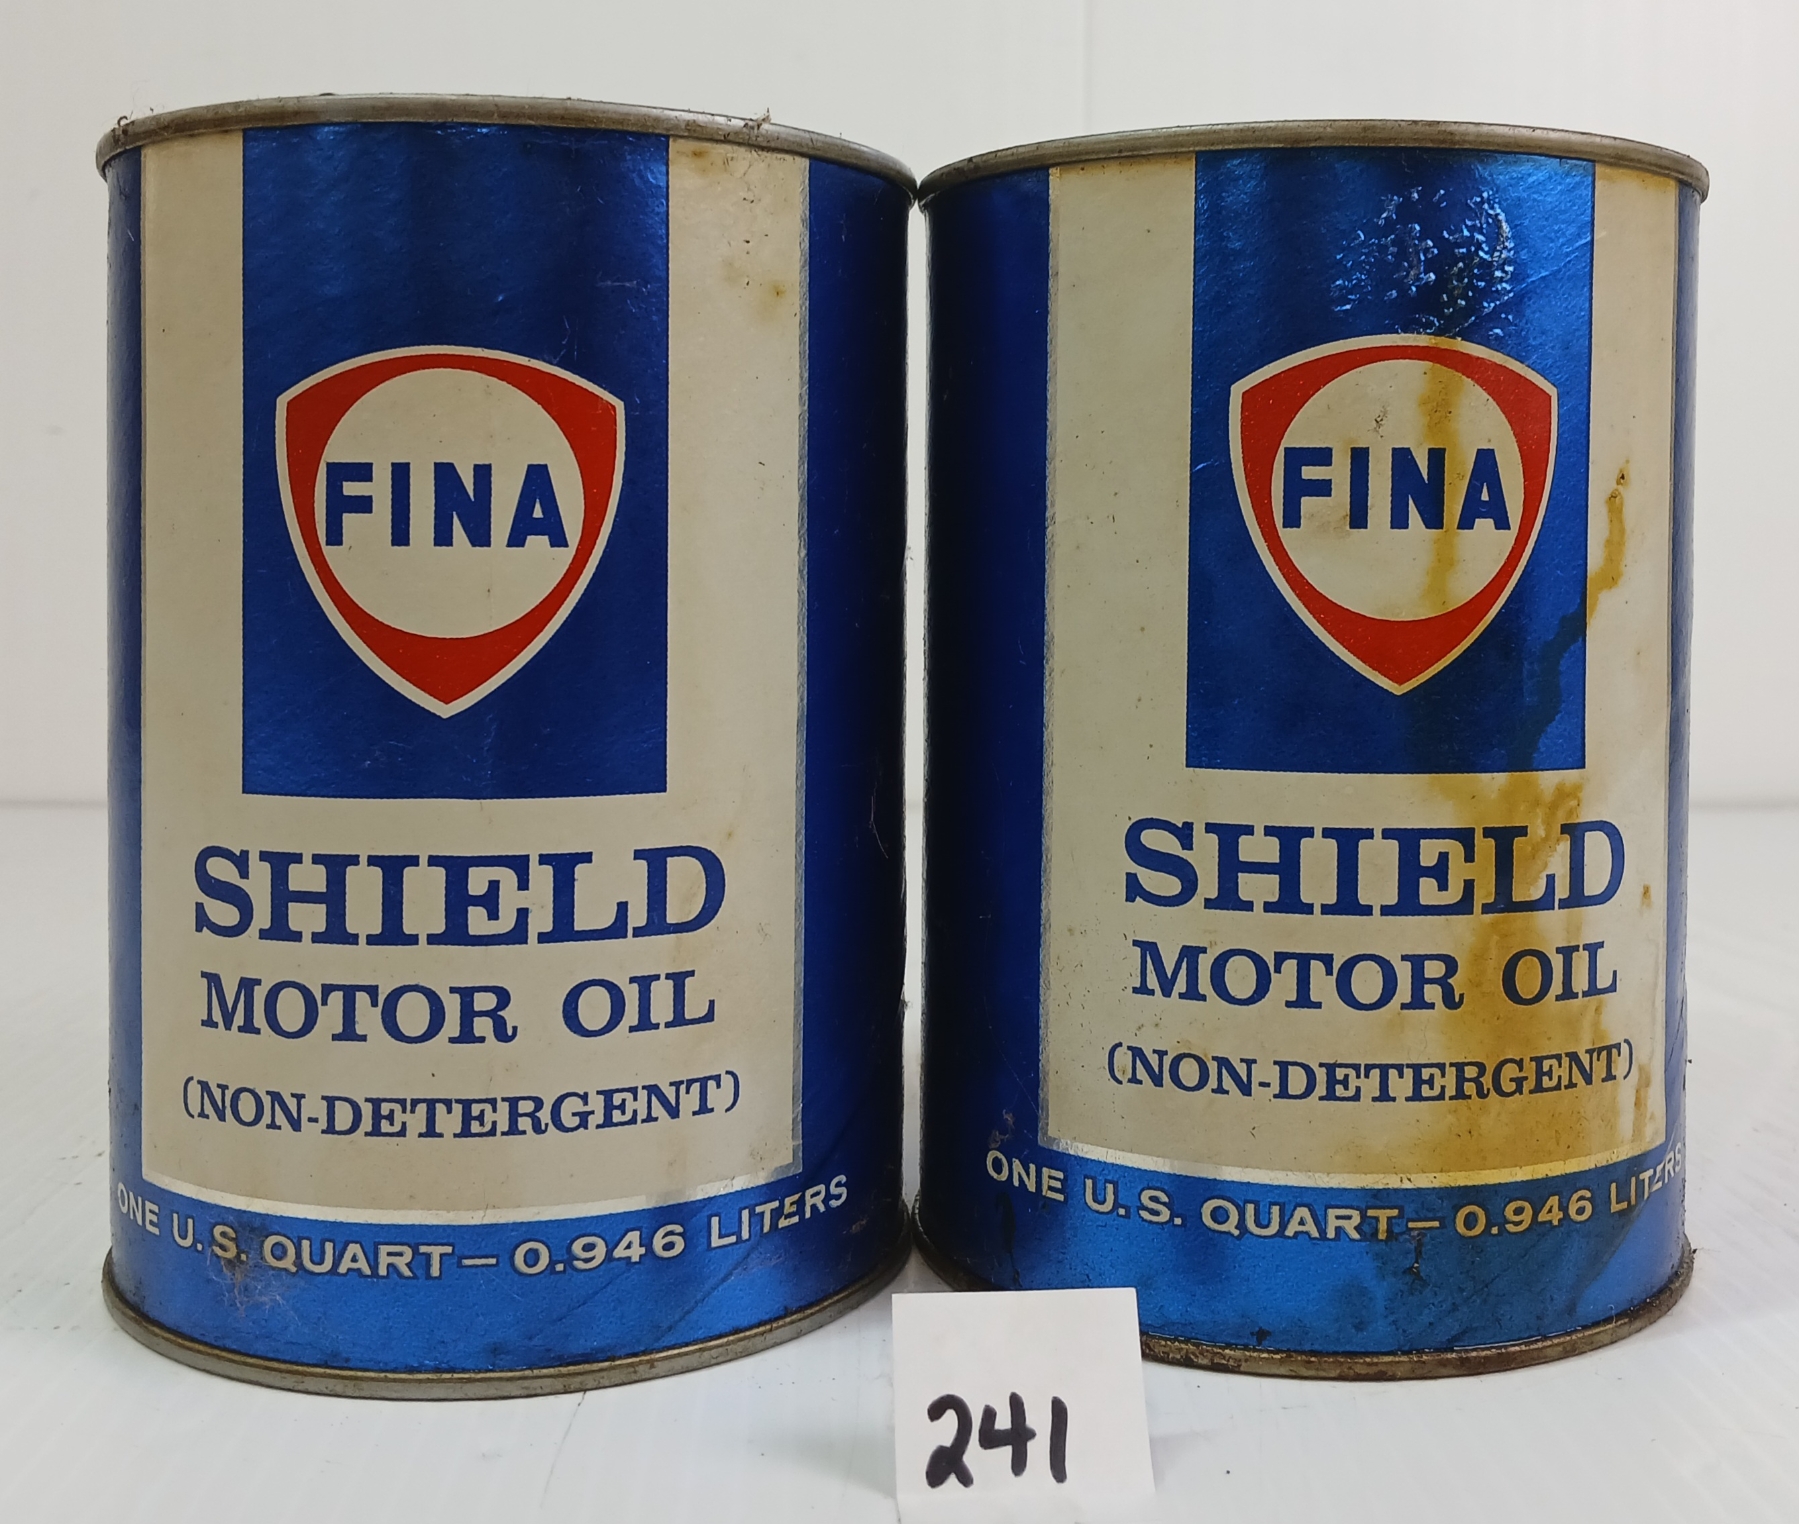 FINA
SHIELD
MOTOR OIL
(NON-DETERGENT)
ONE U.S. QUART — 0.946 LITERS
FINA
SHIELD
MOTOR OIL
(NON-DETERGENT)
ONE U.S. QUART — 0.946 LITERS
241